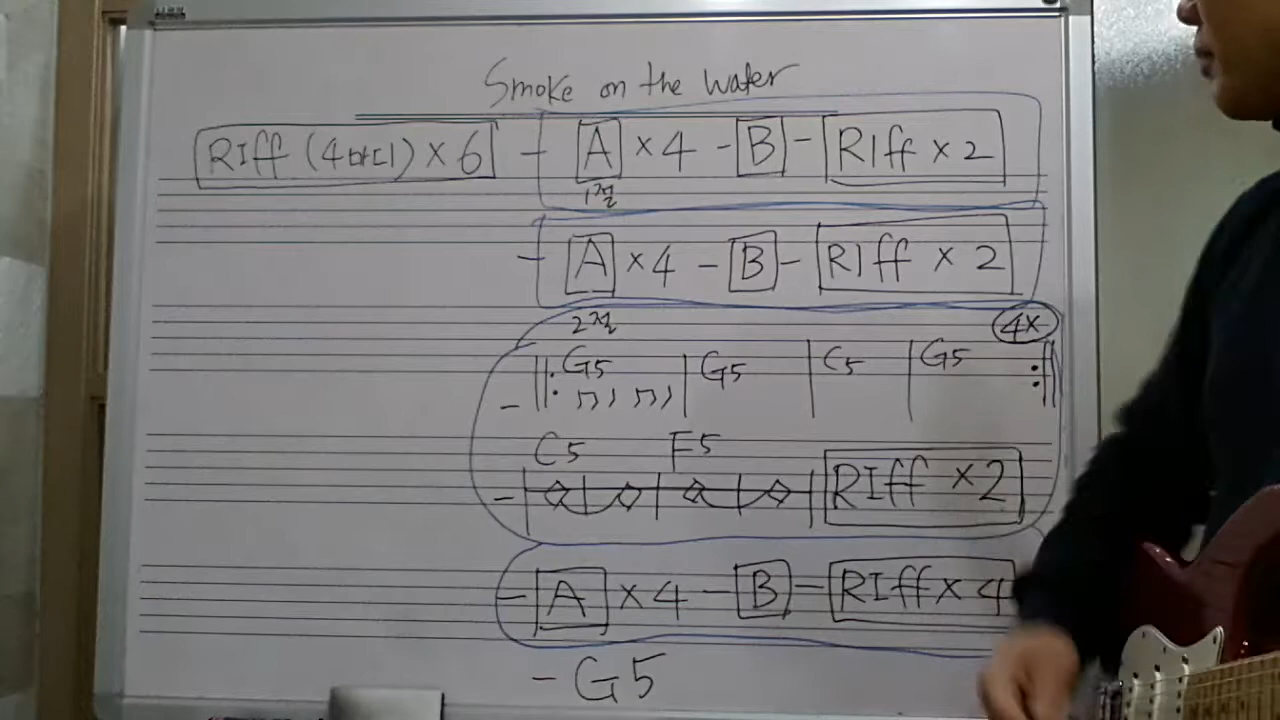 Smoke on the water
Riff (4마디) × 6 - A × 4 - B - Riff × 2
1절
- A × 4 - B - Riff × 2
2절
4×
G5 G5 C5 G5
C5 F5
- Riff × 2
- A × 4 - B - Riff × 4
- G5